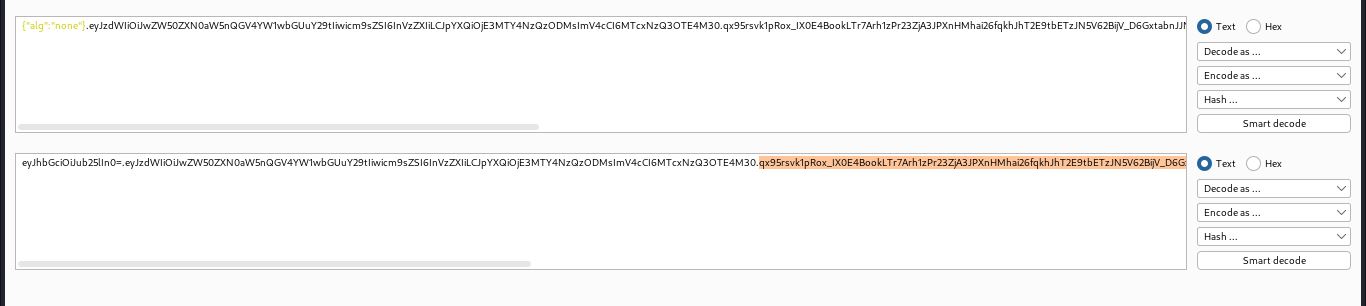 {"alg":"none"}.eyJzdWIiOiJwZW50ZXN0aW5nQGV4YW1wbGUuY29tIiwicm9sZSI6InVzZXIiLCJpYXQiOjE3MTY4NzQzODMsImV4cCI6MTcxNzQ3OTE4M30.qx95rsvk1pRox_IX0E4BookLTr7Arh1zPr23ZjA3JPXnHMhai26fqkhJhT2E9tbETzJN5V62BijV_D6GxtabnJJN
Text Hex
Decode as ...
Encode as ...
Hash ...
Smart decode
eyJhbGciOiJub25lIn0=.eyJzdWIiOiJwZW50ZXN0aW5nQGV4YW1wbGUuY29tIiwicm9sZSI6InVzZXIiLCJpYXQiOjE3MTY4NzQzODMsImV4cCI6MTcxNzQ3OTE4M30.qx95rsvk1pRox_IX0E4BookLTr7Arh1zPr23ZjA3JPXnHMhai26fqkhJhT2E9tbETzJN5V62BijV_D6G
Text Hex
Decode as ...
Encode as ...
Hash ...
Smart decode